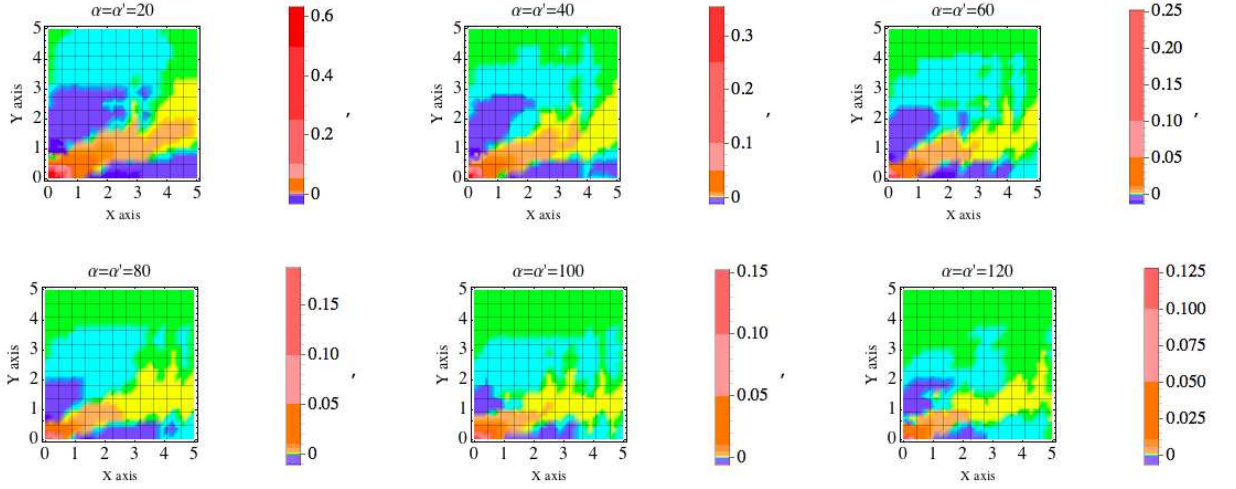 α=α'=20
5
4
3
2
1
0
Y axis
0 1 2 3 4 5
X axis
0.6
0.4
0.2
0
,
α=α'=40
5
4
3
2
1
0
Y axis
0 1 2 3 4 5
X axis
0.3
0.2
0.1
0
,
α=α'=60
5
4
3
2
1
0
Y axis
0 1 2 3 4 5
X axis
0.25
0.20
0.15
0.10
0.05
0
,
α=α'=80
5
4
3
2
1
0
Y axis
0 1 2 3 4 5
X axis
0.15
0.10
0.05
0
,
α=α'=100
5
4
3
2
1
0
Y axis
0 1 2 3 4 5
X axis
0.15
0.10
0.05
0
,
α=α'=120
5
4
3
2
1
0
Y axis
0 1 2 3 4 5
X axis
0.125
0.100
0.075
0.050
0.025
0